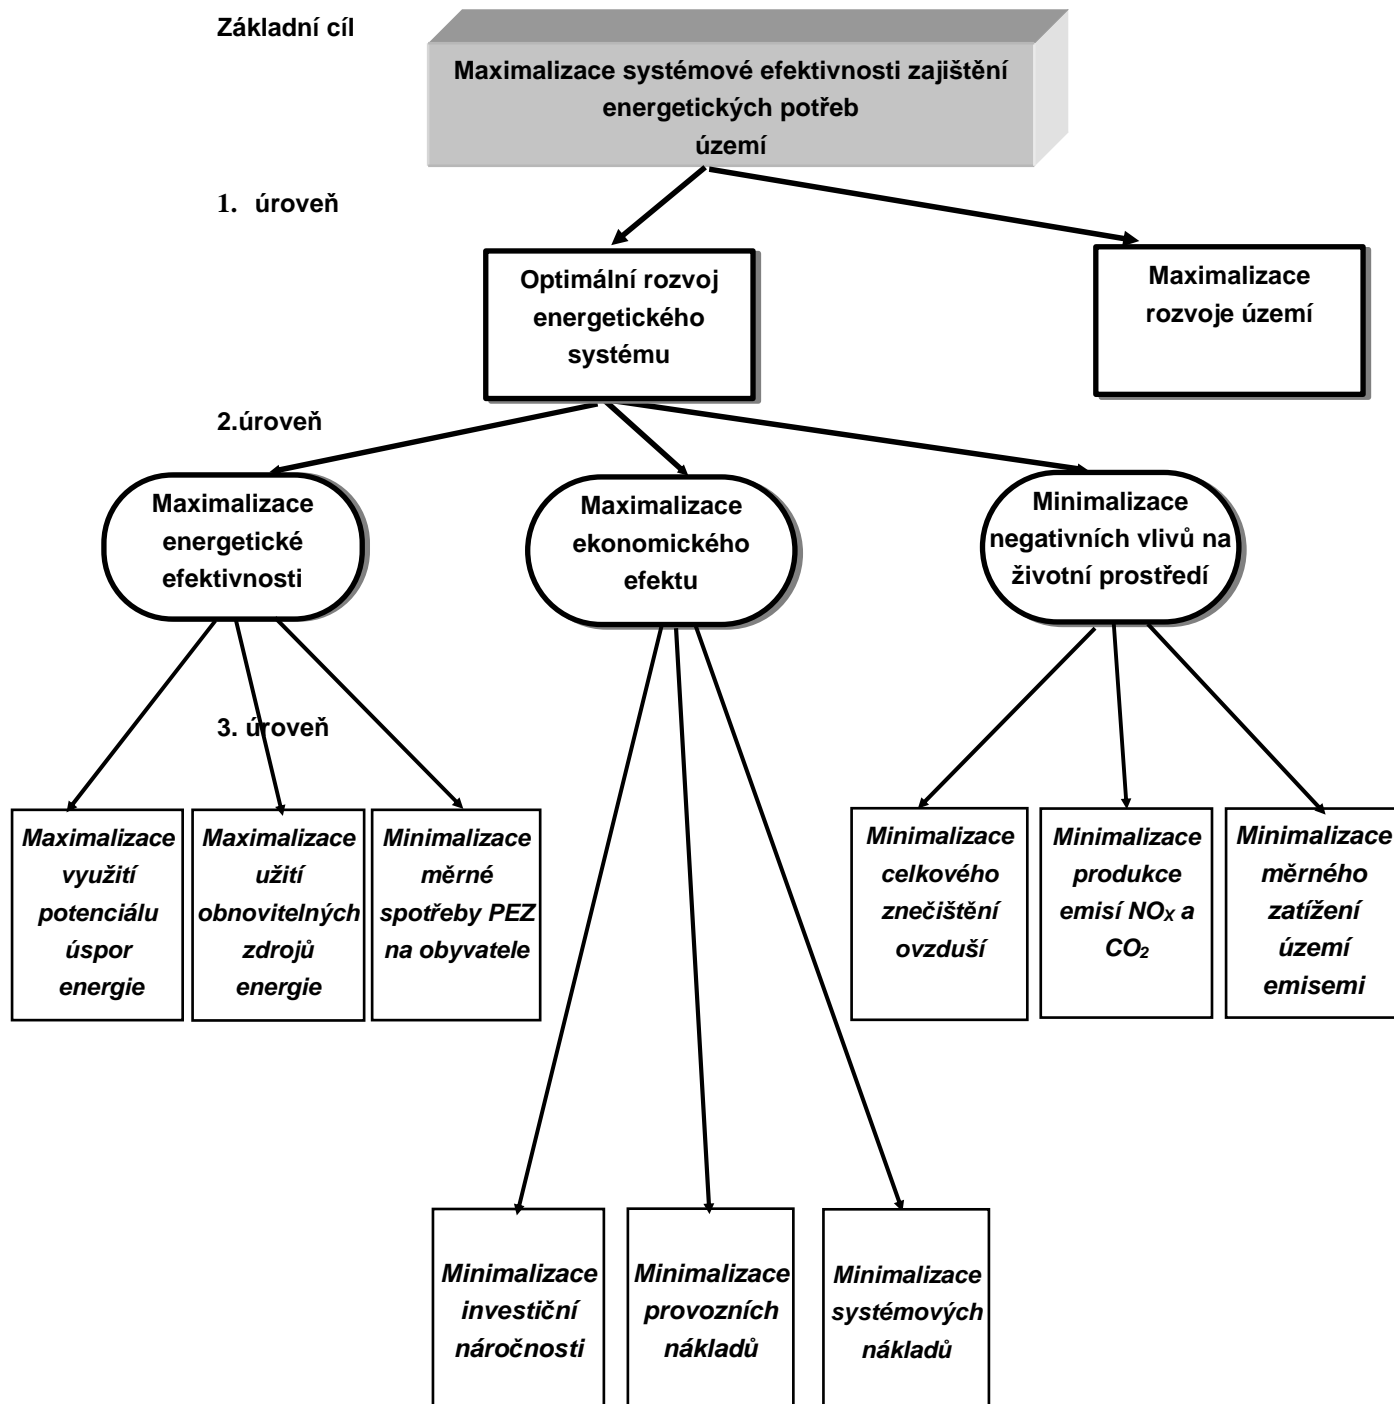 Základní cíl
Maximalizace systémové efektivnosti zajištění
energetických potřeb
území
1. úroveň
Optimální rozvoj
energetického
systému
Maximalizace
rozvoje území
2.úroveň
Maximalizace
energetické
efektivnosti
Maximalizace
ekonomického
efektu
Minimalizace
negativních vlivů na
životní prostředí
3. úroveň
Maximalizace
využití
potenciálu
úspor
energie
Maximalizace
užití
obnovitelných
zdrojů
energie
Minimalizace
měrné
spotřeby PEZ
na obyvatele
Minimalizace
celkového
znečištění
ovzduší
Minimalizace
produkce
emisí NOX a
CO2
Minimalizace
měrného
zatížení
území
emisemi
Minimalizace
investiční
náročnosti
Minimalizace
provozních
nákladů
Minimalizace
systémových
nákladů